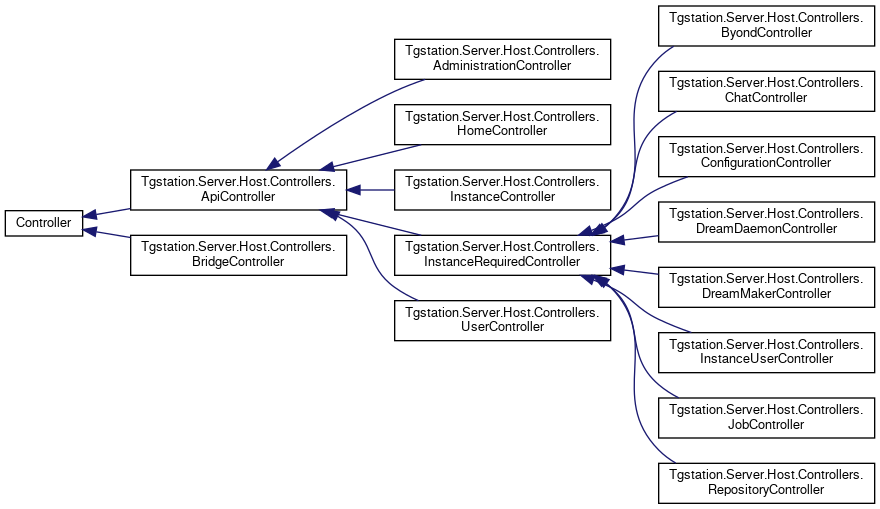 Controller
Tgstation.Server.Host.Controllers.
ApiController
Tgstation.Server.Host.Controllers.
BridgeController
Tgstation.Server.Host.Controllers.
AdministrationController
Tgstation.Server.Host.Controllers.
HomeController
Tgstation.Server.Host.Controllers.
InstanceController
Tgstation.Server.Host.Controllers.
InstanceRequiredController
Tgstation.Server.Host.Controllers.
UserController
Tgstation.Server.Host.Controllers.
ByondController
Tgstation.Server.Host.Controllers.
ChatController
Tgstation.Server.Host.Controllers.
ConfigurationController
Tgstation.Server.Host.Controllers.
DreamDaemonController
Tgstation.Server.Host.Controllers.
DreamMakerController
Tgstation.Server.Host.Controllers.
InstanceUserController
Tgstation.Server.Host.Controllers.
JobController
Tgstation.Server.Host.Controllers.
RepositoryController